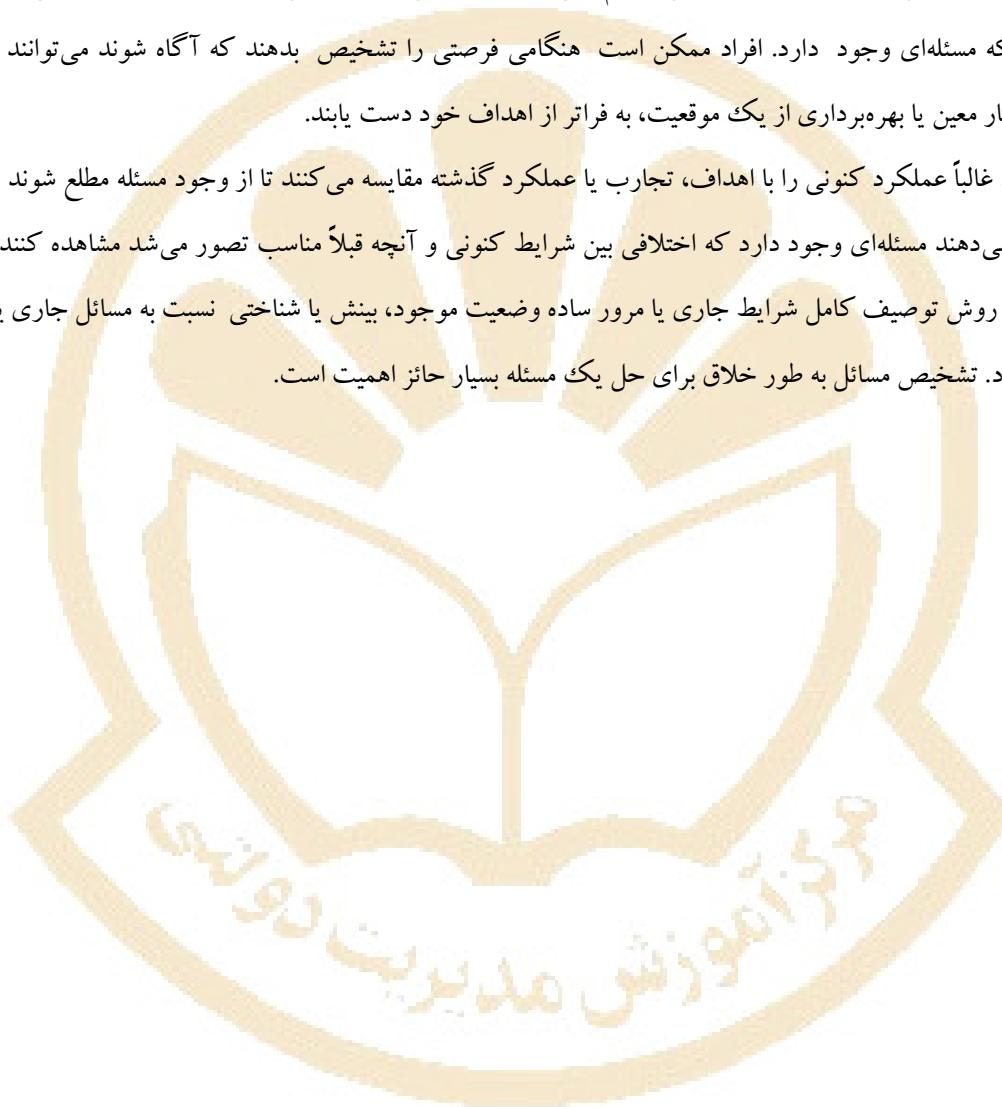 که مسئله‌ای وجود دارد. افراد ممکن است هنگامی فرصتی را تشخیص بدهند که آگاه شوند می‌توانند
معین یا بهره‌برداری از یک موقعیت، به فراتر از اهداف خود دست یابند.
غالباً عملکرد کنونی را با اهداف، تجارب یا عملکرد گذشته مقایسه می‌کنند تا از وجود مسئله مطلع شوند
می‌دهند مسئله‌ای وجود دارد که اختلافی بین شرایط کنونی و آنچه قبلاً مناسب تصور می‌شد مشاهده کنند
روش توصیف کامل شرایط جاری یا مرور ساده وضعیت موجود، بینش یا شناختی نسبت به مسائل جاری
تشخیص مسائل به طور خلاق برای حل یک مسئله بسیار حائز اهمیت است.
مرکز آموزش مدیریت دولتی